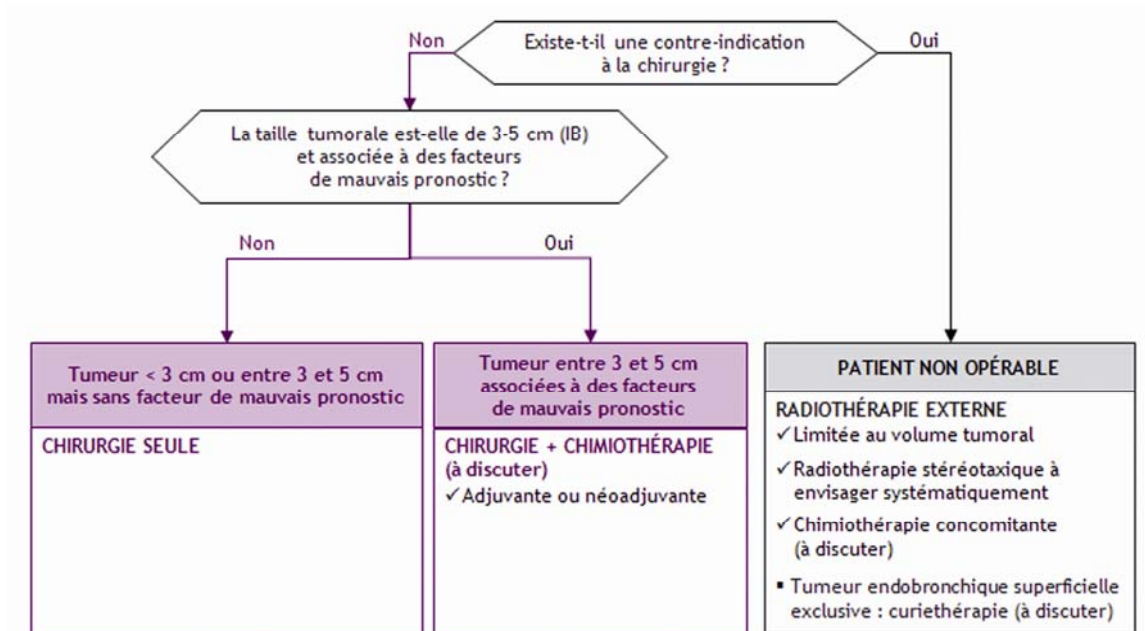 Non
Existe-t-il une contre-indication
à la chirurgie ?
Oui
La taille tumorale est-elle de 3-5 cm (IB)
et associée à des facteurs
de mauvais pronostic ?
Non
Oui
Tumeur < 3 cm ou entre 3 et 5 cm
mais sans facteur de mauvais pronostic
CHIRURGIE SEULE
Tumeur entre 3 et 5 cm
associées à des facteurs
de mauvais pronostic
CHIRURGIE + CHIMIOTHÉRAPIE
(à discuter)
✓Adjuvante ou néoadjuvante
PATIENT NON OPÉRABLE
RADIOTHÉRAPIE EXTERNE
✓Limitée au volume tumoral
✓Radiothérapie stéréotaxique à
envisager systématiquement
✓Chimiothérapie concomitante
(à discuter)
▪ Tumeur endobronchique superficielle
exclusive : curiethérapie (à discuter)